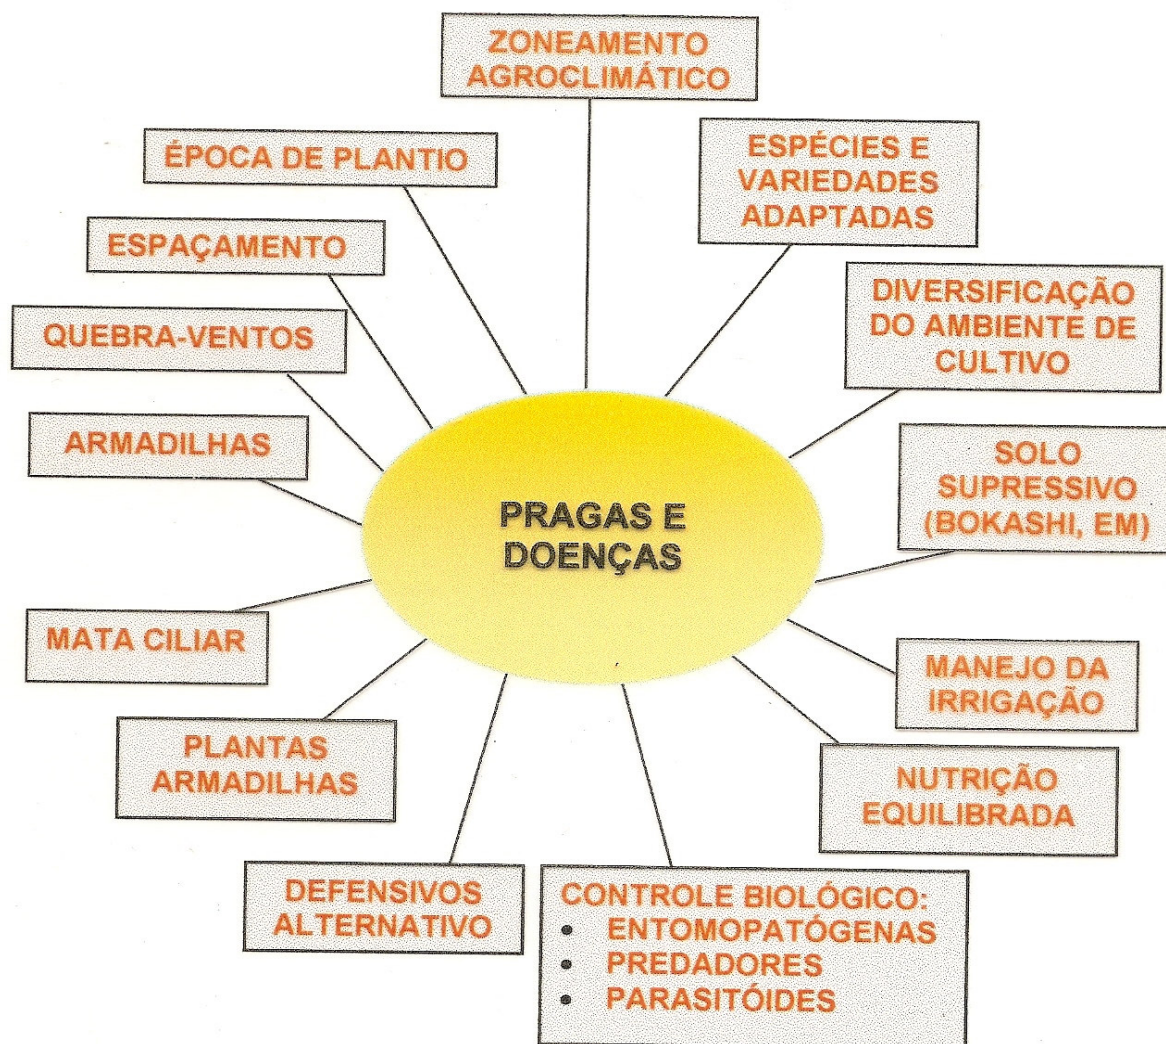 ZONEAMENTO
AGROCLIMÁTICO
ÉPOCA DE PLANTIO
ESPÉCIES E
VARIEDADES
ADAPTADAS
ESPAÇAMENTO
DIVERSIFICAÇÃO
DO AMBIENTE DE
CULTIVO
QUEBRA-VENTOS
ARMADILHAS
SOLO
SUPRESSIVO
(BOKASHI, EM)
PRAGAS E
DOENÇAS
MATA CILIAR
MANEJO DA
IRRIGAÇÃO
PLANTAS
ARMADILHAS
NUTRIÇÃO
EQUILIBRADA
DEFENSIVOS
ALTERNATIVO
CONTROLE BIOLÓGICO:
• ENTOMOPATÓGENAS
• PREDADORES
• PARASITÓIDES